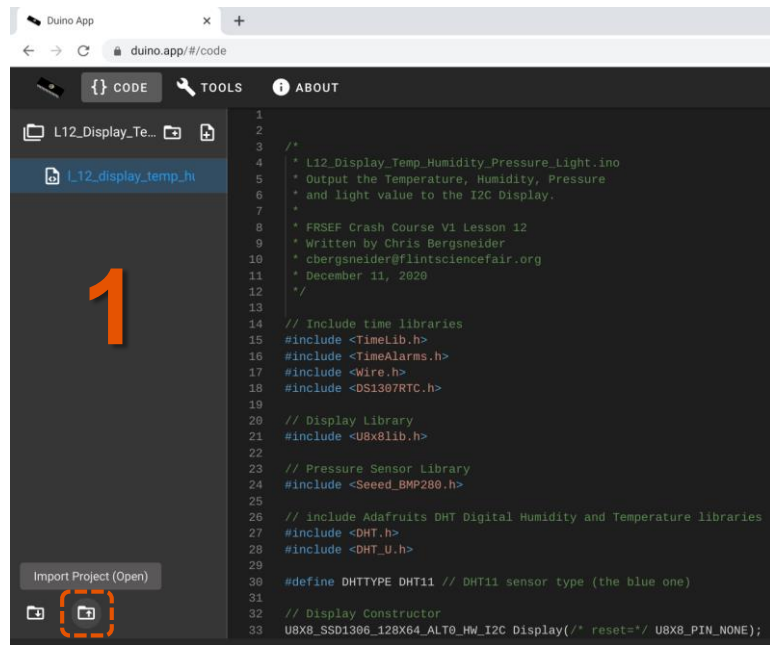 Duino App
duino.app/#/code
{} CODE TOOLS ABOUT
L12_Display_Te...
l_12_display_temp_hu
1
Import Project (Open)
1
2
3 /*
4 * L12_Display_Temp_Humidity_Pressure_Light.ino
5 * Output the Temperature, Humidity, Pressure
6 * and light value to the I2C Display.
7 *
8 * FRSEF Crash Course V1 Lesson 12
9 * Written by Chris Bergsneider
10 * cbergsneider@flintsciencefair.org
11 * December 11, 2020
12 */
13
14 // Include time libraries
15 #include <TimeLib.h>
16 #include <TimeAlarms.h>
17 #include <Wire.h>
18 #include <DS1307RTC.h>
19
20 // Display Library
21 #include <U8x8lib.h>
22
23 // Pressure Sensor Library
24 #include <Seeed_BMP280.h>
25
26 // include Adafruits DHT Digital Humidity and Temperature libraries
27 #include <DHT.h>
28 #include <DHT_U.h>
29
30 #define DHTTYPE DHT11 // DHT11 sensor type (the blue one)
31
32 // Display Constructor
33 U8X8_SSD1306_128X64_ALT0_HW_I2C Display(/* reset=*/ U8X8_PIN_NONE);